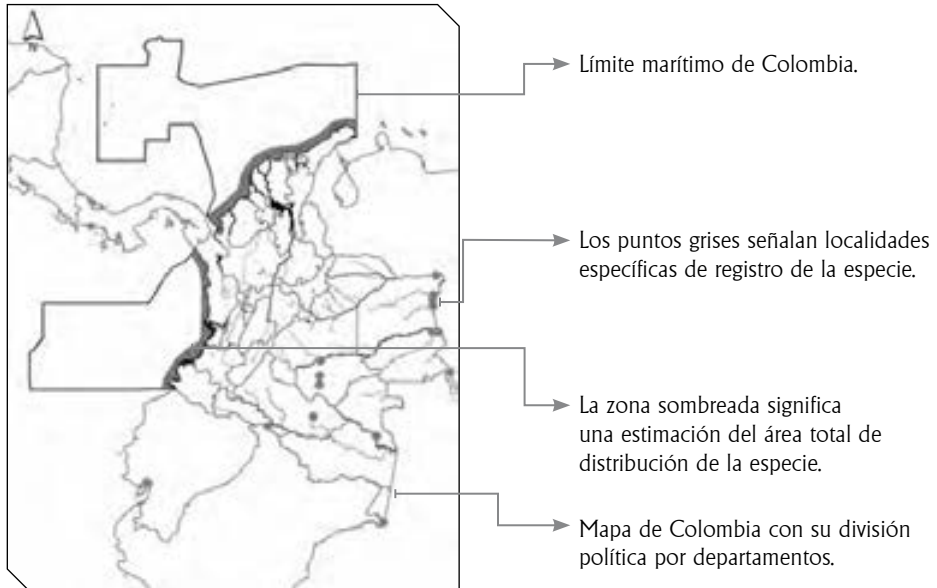 N
Límite marítimo de Colombia.
Los puntos grises señalan localidades
específicas de registro de la especie.
La zona sombreada significa
una estimación del área total de
distribución de la especie.
Mapa de Colombia con su división
política por departamentos.